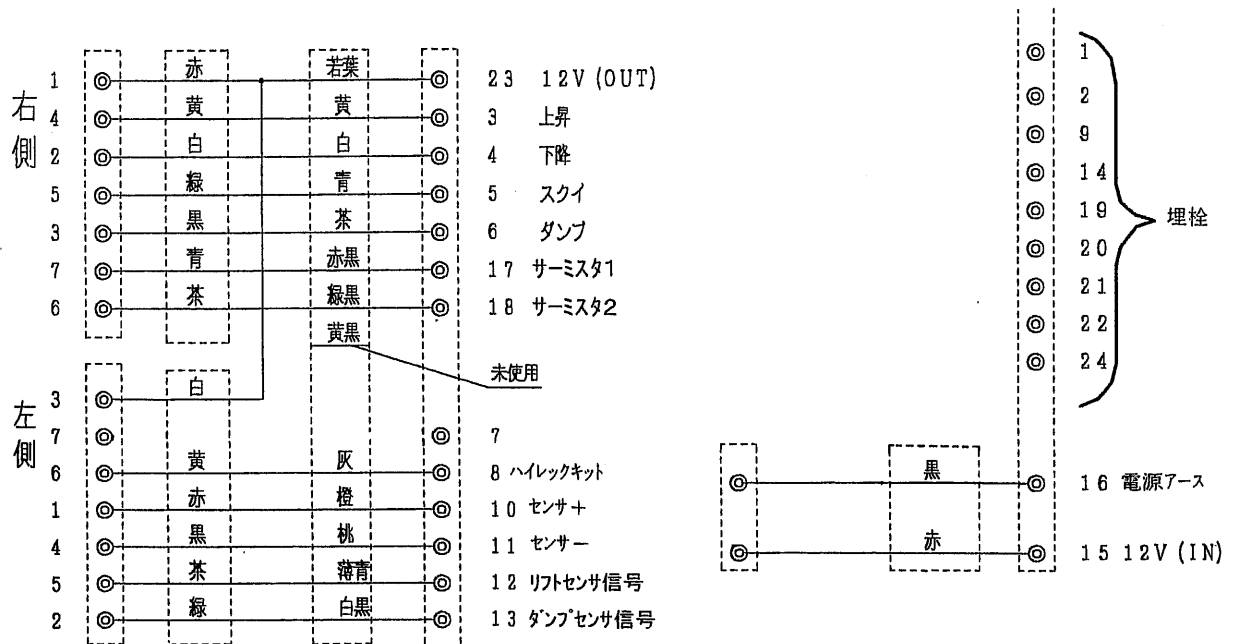 右側
1 赤 若葉 23 12V (OUT)
4 黄 黄 3 上昇
2 白 白 4 下降
5 緑 青 5 スクイ
3 黒 茶 6 ダンプ
7 青 赤黒 17 サーミスタ1
6 茶 緑黒 18 サーミスタ2
黄黒
未使用
左側
3 白
7 7
6 黄 灰 8 ハイレックキット
1 赤 橙 10 センサ+
4 黒 桃 11 センサー
5 茶 薄青 12 リフトセンサ信号
2 緑 白黒 13 ダンプセンサ信号
1
2
9
14
19
20
21
22
24
埋栓
黒 16 電源アース
赤 15 12V (IN)